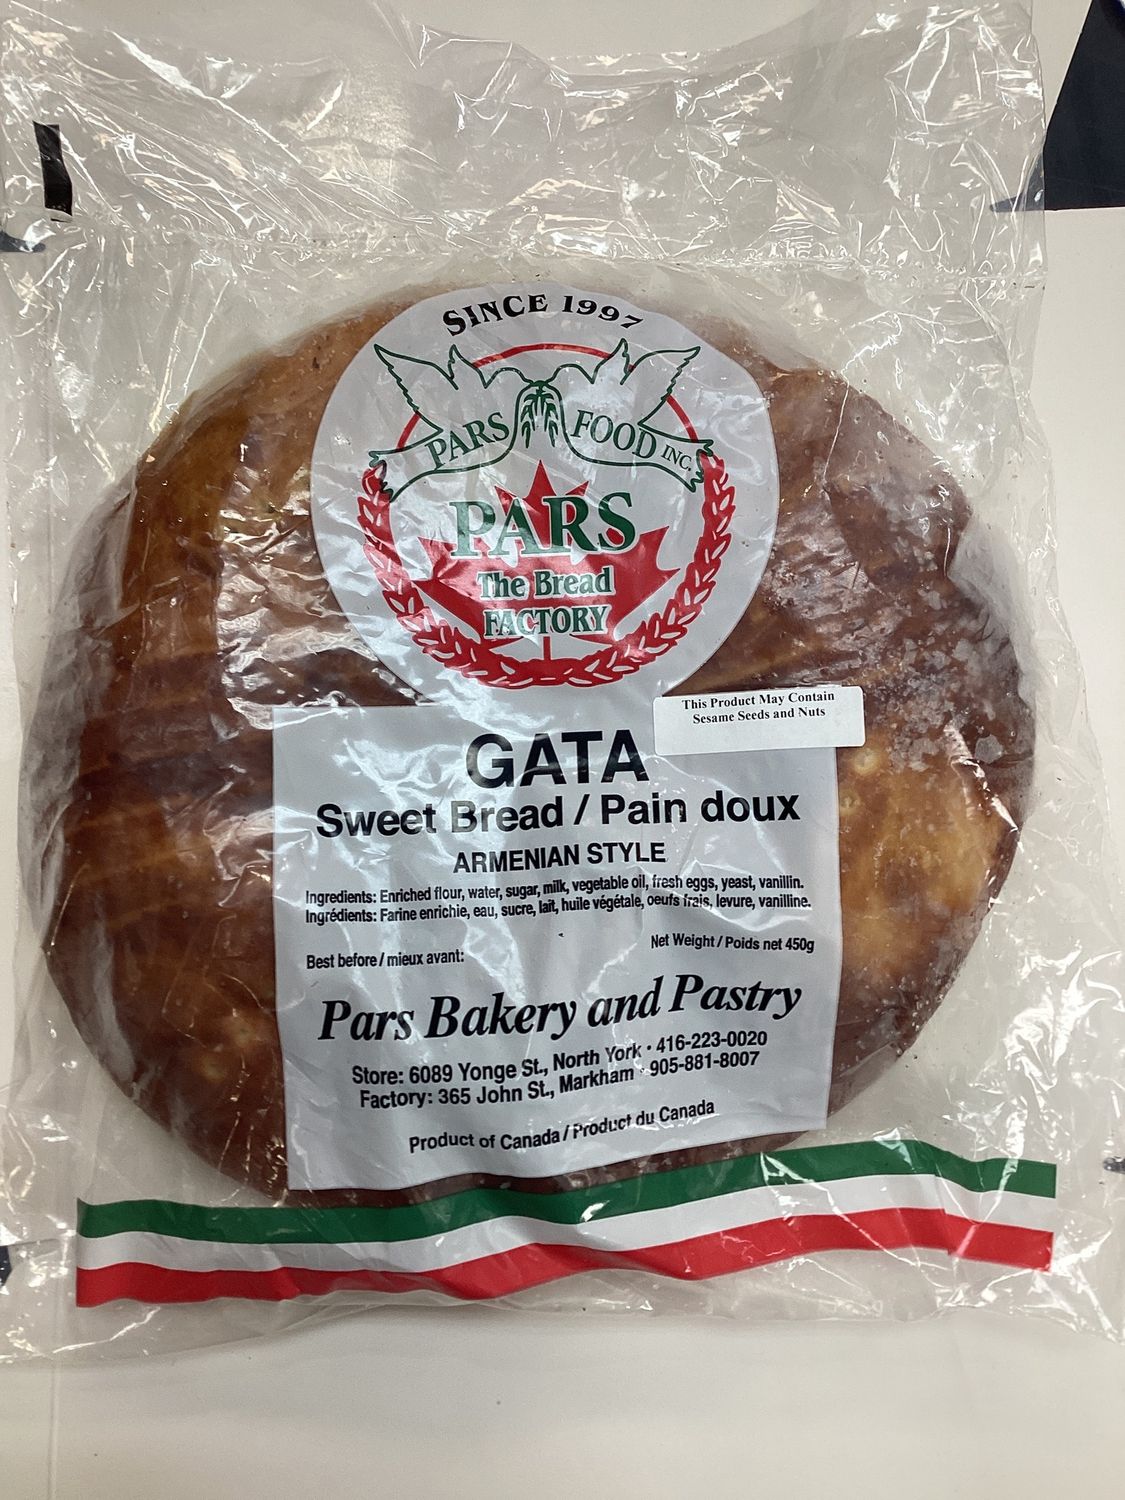 SINCE 1997
PARS FOOD INC.
PARS
The Bread
FACTORY
This Product May Contain
Sesame Seeds and Nuts
GATA
Sweet Bread / Pain doux
ARMENIAN STYLE
Ingredients: Enriched flour, water, sugar, milk, vegetable oil, fresh eggs, yeast, vanillin.
Ingrédients: Farine enrichie, eau, sucre, lait, huile végétale, oeufs frais, levure, vanilline.
Net Weight / Poids net 450g
Best before / mieux avant:
Pars Bakery and Pastry
Store: 6089 Yonge St., North York • 416-223-0020
Factory: 365 John St., Markham • 905-881-8007
Product of Canada / Product du Canada